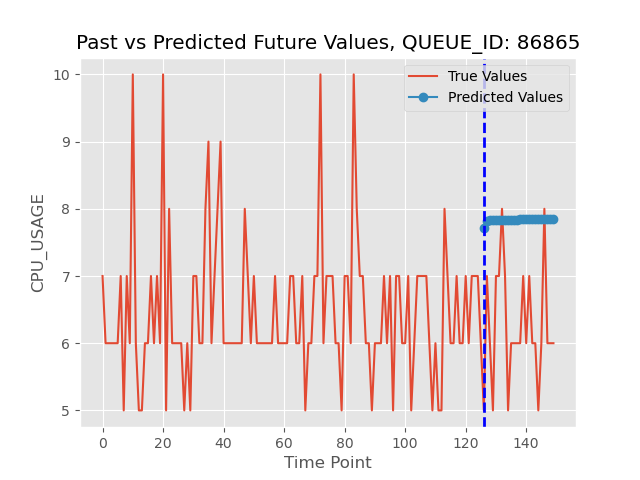 Past vs Predicted Future Values, QUEUE_ID: 86865
True Values
Predicted Values
10
9
8
7
6
5
CPU_USAGE
0 20 40 60 80 100 120 140
Time Point